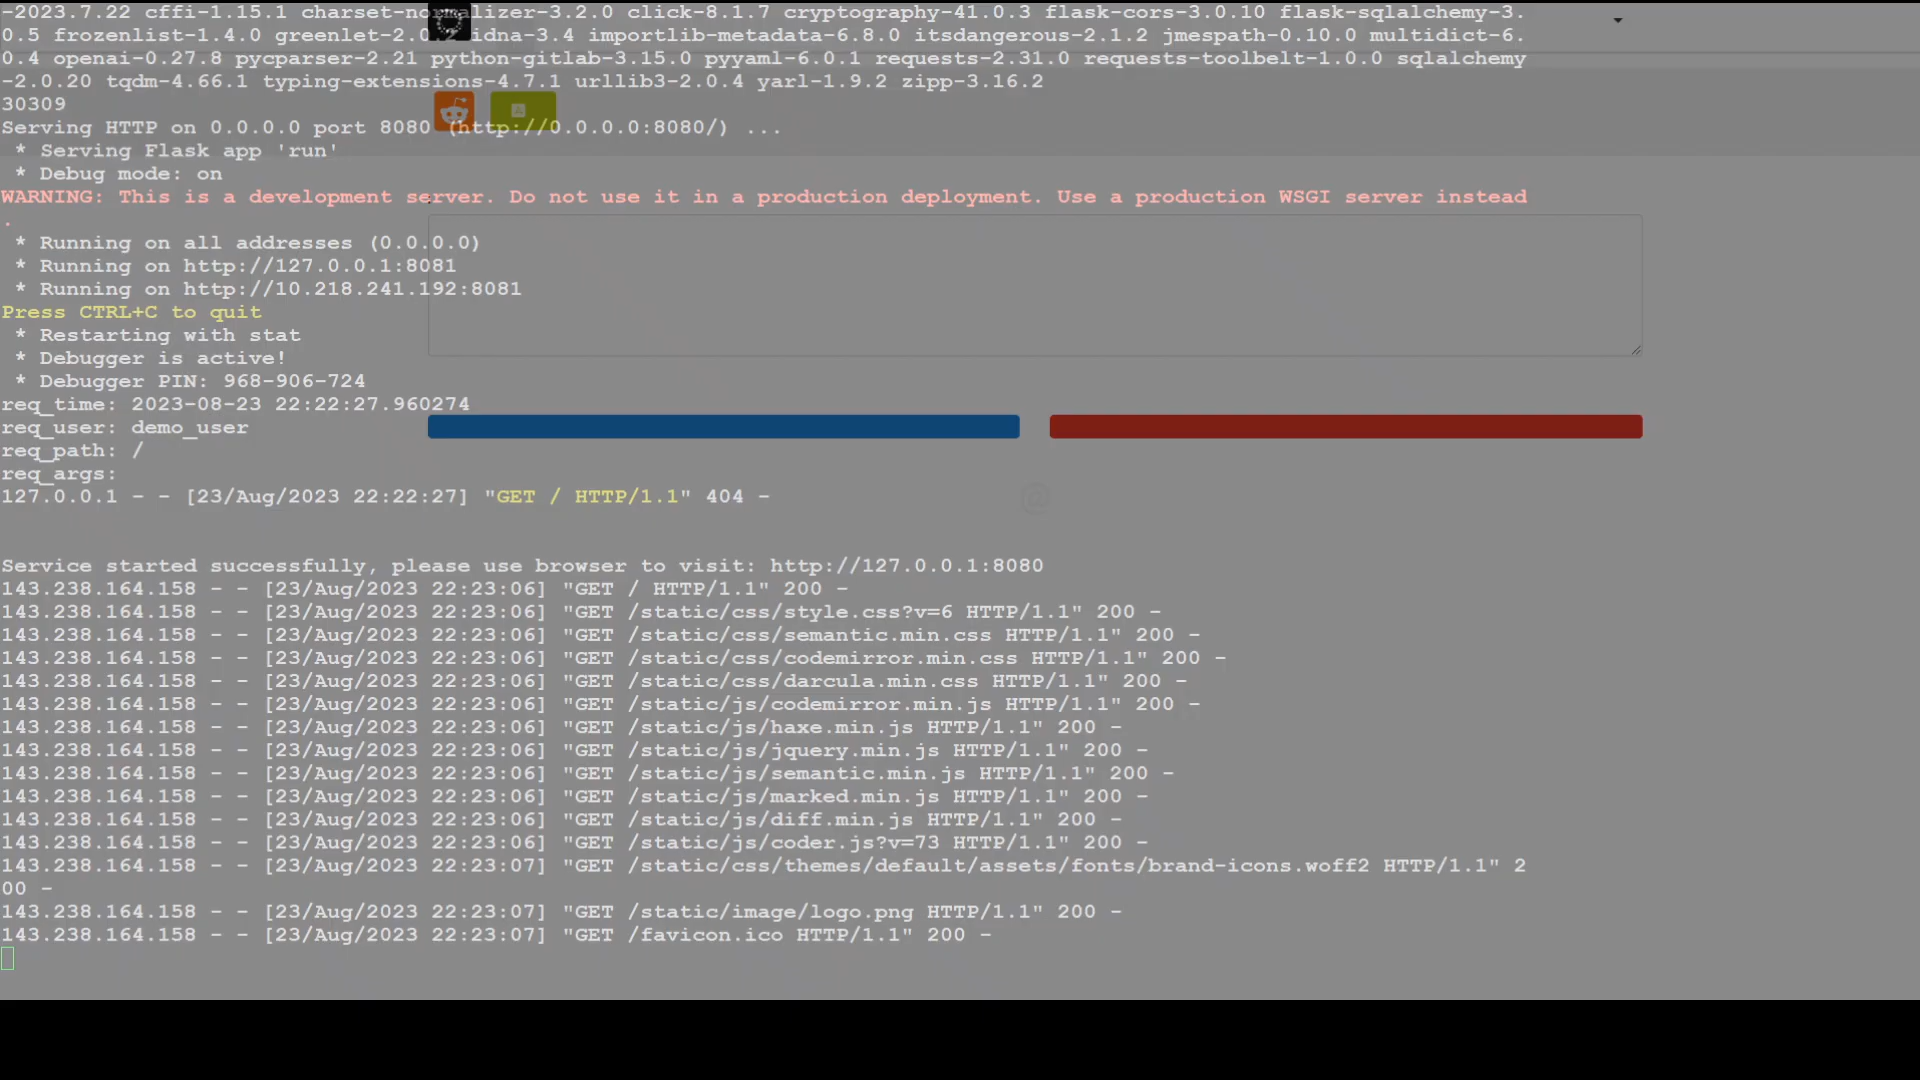 -2023.7.22 cffi-1.15.1 charset-normalizer-3.2.0 click-8.1.7 cryptography-41.0.3 flask-cors-3.0.10 flask-sqlalchemy-3.
0.5 frozenlist-1.4.0 greenlet-2.0.2 idna-3.4 importlib-metadata-6.8.0 itsdangerous-2.1.2 jmespath-0.10.0 multidict-6.
0.4 openai-0.27.8 pycparser-2.21 python-gitlab-3.15.0 pyyaml-6.0.1 requests-2.31.0 requests-toolbelt-1.0.0 sqlalchemy
-2.0.20 tqdm-4.66.1 typing-extensions-4.7.1 urllib3-2.0.4 yarl-1.9.2 zipp-3.16.2
30309
Serving HTTP on 0.0.0.0 port 8080 (http://0.0.0.0:8080/) ...
 * Serving Flask app 'run'
 * Debug mode: on
WARNING: This is a development server. Do not use it in a production deployment. Use a production WSGI server instead
.
 * Running on all addresses (0.0.0.0)
 * Running on http://127.0.0.1:8081
 * Running on http://10.218.241.192:8081
Press CTRL+C to quit
 * Restarting with stat
 * Debugger is active!
 * Debugger PIN: 968-906-724
req_time: 2023-08-23 22:22:27.960274
req_user: demo_user
req_path: /
req_args:
127.0.0.1 - - [23/Aug/2023 22:22:27] "GET / HTTP/1.1" 404 -
@
Service started successfully, please use browser to visit: http://127.0.0.1:8080
143.238.164.158 - - [23/Aug/2023 22:23:06] "GET / HTTP/1.1" 200 -
143.238.164.158 - - [23/Aug/2023 22:23:06] "GET /static/css/style.css?v=6 HTTP/1.1" 200 -
143.238.164.158 - - [23/Aug/2023 22:23:06] "GET /static/css/semantic.min.css HTTP/1.1" 200 -
143.238.164.158 - - [23/Aug/2023 22:23:06] "GET /static/css/codemirror.min.css HTTP/1.1" 200 -
143.238.164.158 - - [23/Aug/2023 22:23:06] "GET /static/css/darcula.min.css HTTP/1.1" 200 -
143.238.164.158 - - [23/Aug/2023 22:23:06] "GET /static/js/codemirror.min.js HTTP/1.1" 200 -
143.238.164.158 - - [23/Aug/2023 22:23:06] "GET /static/js/haxe.min.js HTTP/1.1" 200 -
143.238.164.158 - - [23/Aug/2023 22:23:06] "GET /static/js/jquery.min.js HTTP/1.1" 200 -
143.238.164.158 - - [23/Aug/2023 22:23:06] "GET /static/js/semantic.min.js HTTP/1.1" 200 -
143.238.164.158 - - [23/Aug/2023 22:23:06] "GET /static/js/marked.min.js HTTP/1.1" 200 -
143.238.164.158 - - [23/Aug/2023 22:23:06] "GET /static/js/diff.min.js HTTP/1.1" 200 -
143.238.164.158 - - [23/Aug/2023 22:23:06] "GET /static/js/coder.js?v=73 HTTP/1.1" 200 -
143.238.164.158 - - [23/Aug/2023 22:23:07] "GET /static/css/themes/default/assets/fonts/brand-icons.woff2 HTTP/1.1" 2
00 -
143.238.164.158 - - [23/Aug/2023 22:23:07] "GET /static/image/logo.png HTTP/1.1" 200 -
143.238.164.158 - - [23/Aug/2023 22:23:07] "GET /favicon.ico HTTP/1.1" 200 -